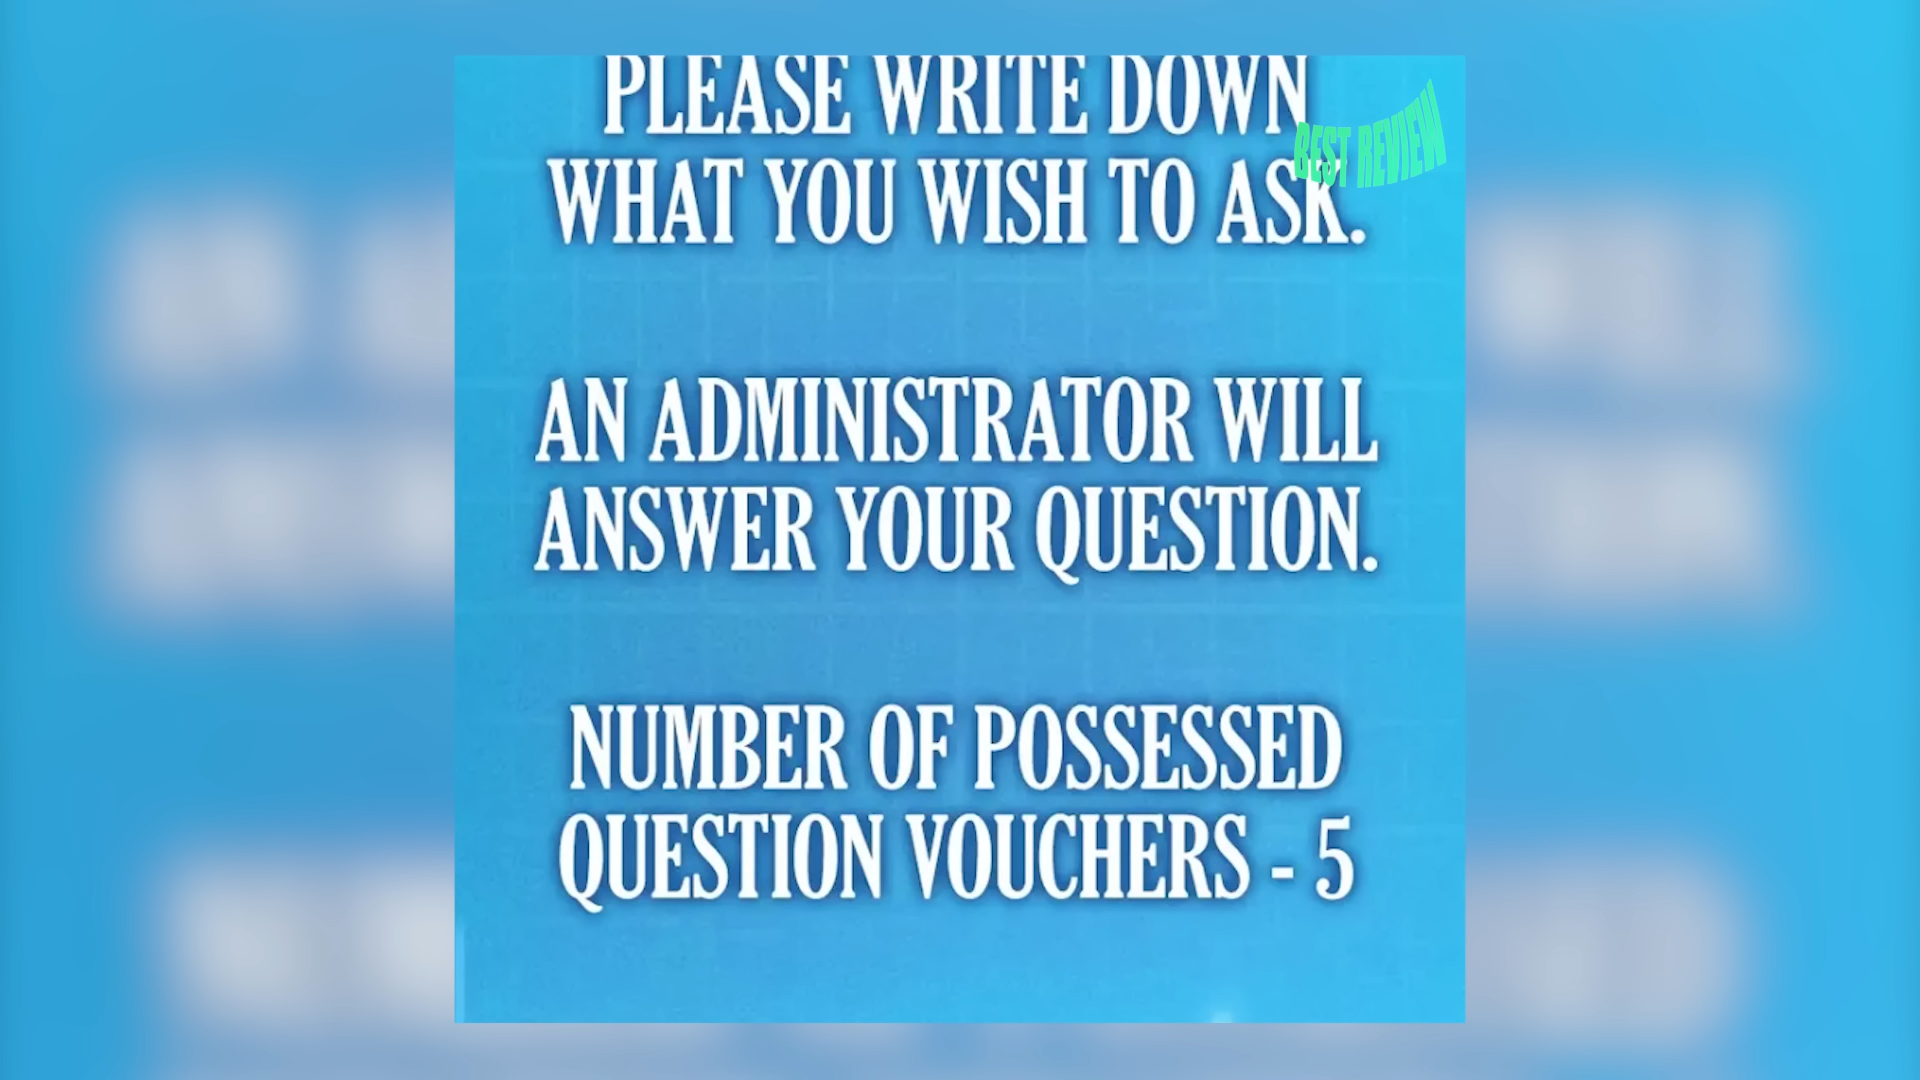 PLEASE WRITE DOWN
BEST REVIEW
WHAT YOU WISH TO ASK.
AN ADMINISTRATOR WILL
ANSWER YOUR QUESTION.
NUMBER OF POSSESSED
QUESTION VOUCHERS - 5